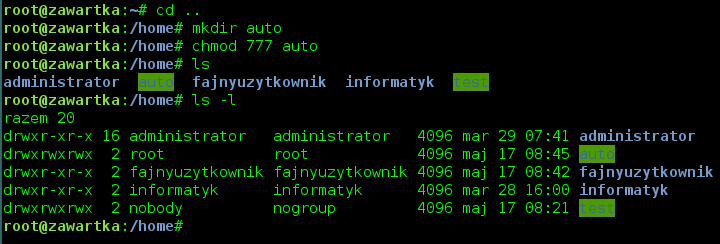 root@zawartka:~# cd ..
root@zawartka:/home# mkdir auto
root@zawartka:/home# chmod 777 auto
root@zawartka:/home# ls
administrator  auto  fajnyuzytkownik  informatyk  test
root@zawartka:/home# ls -l
razem 20
drwxr-xr-x 16 administrator   administrator   4096 mar 29 07:41 administrator
drwxrwxrwx  2 root            root            4096 maj 17 08:45 auto
drwxr-xr-x  2 fajnyuzytkownik fajnyuzytkownik 4096 maj 17 08:42 fajnyuzytkownik
drwxr-xr-x  2 informatyk      informatyk      4096 mar 28 16:00 informatyk
drwxrwxrwx  2 nobody          nogroup         4096 maj 17 08:21 test
root@zawartka:/home#